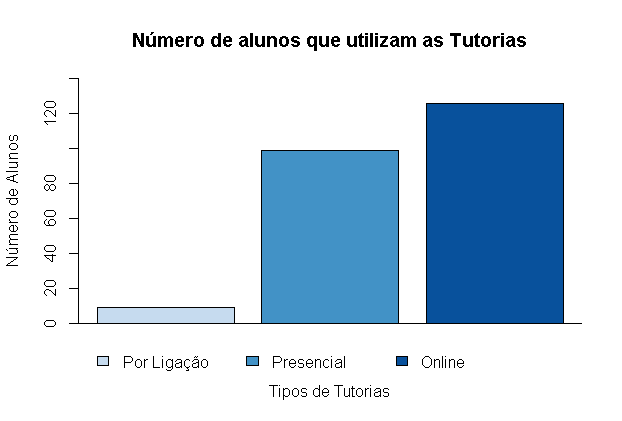 Número de alunos que utilizam as Tutorias
Número de Alunos
120
80
60
40
20
0
Por Ligação Presencial Online
Tipos de Tutorias